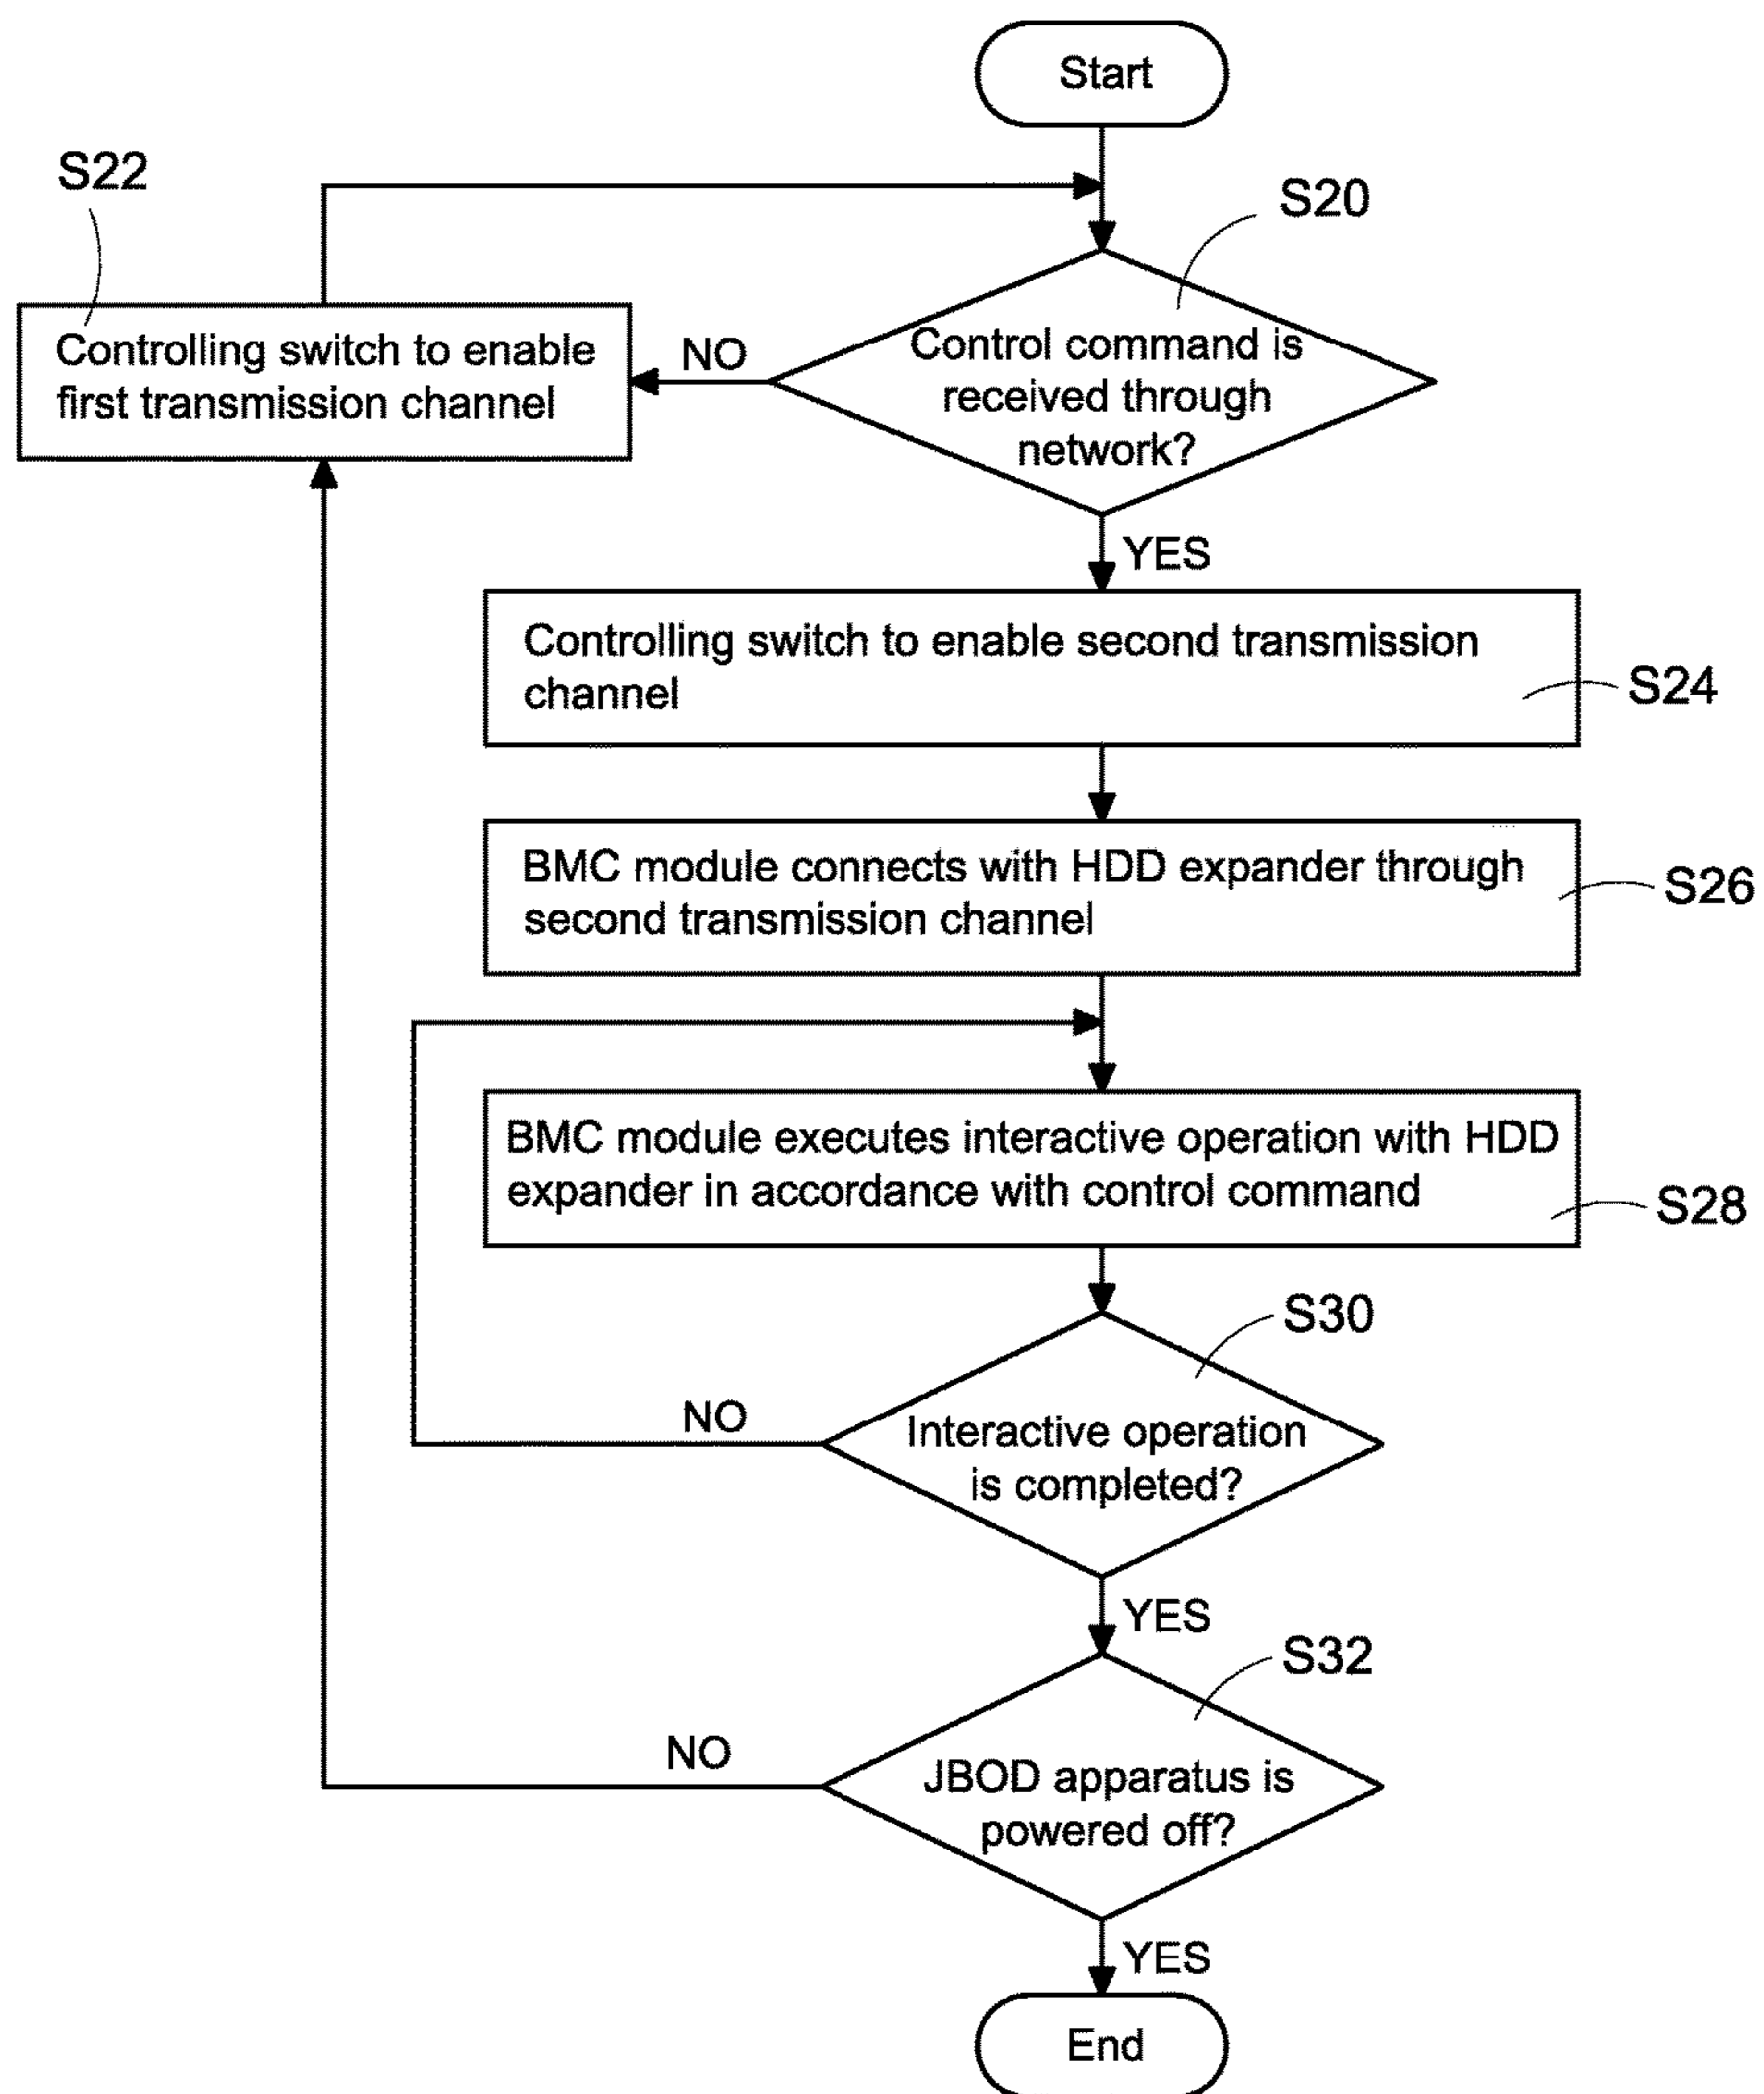 Start
S22
S20
Controlling switch to enable
first transmission channel
NO
Control command is
received through
network?
YES
Controlling switch to enable second transmission
channel
S24
BMC module connects with HDD expander through
second transmission channel
S26
BMC module executes interactive operation with HDD
expander in accordance with control command
S28
S30
NO
Interactive operation
is completed?
YES
S32
NO
JBOD apparatus is
powered off?
YES
End